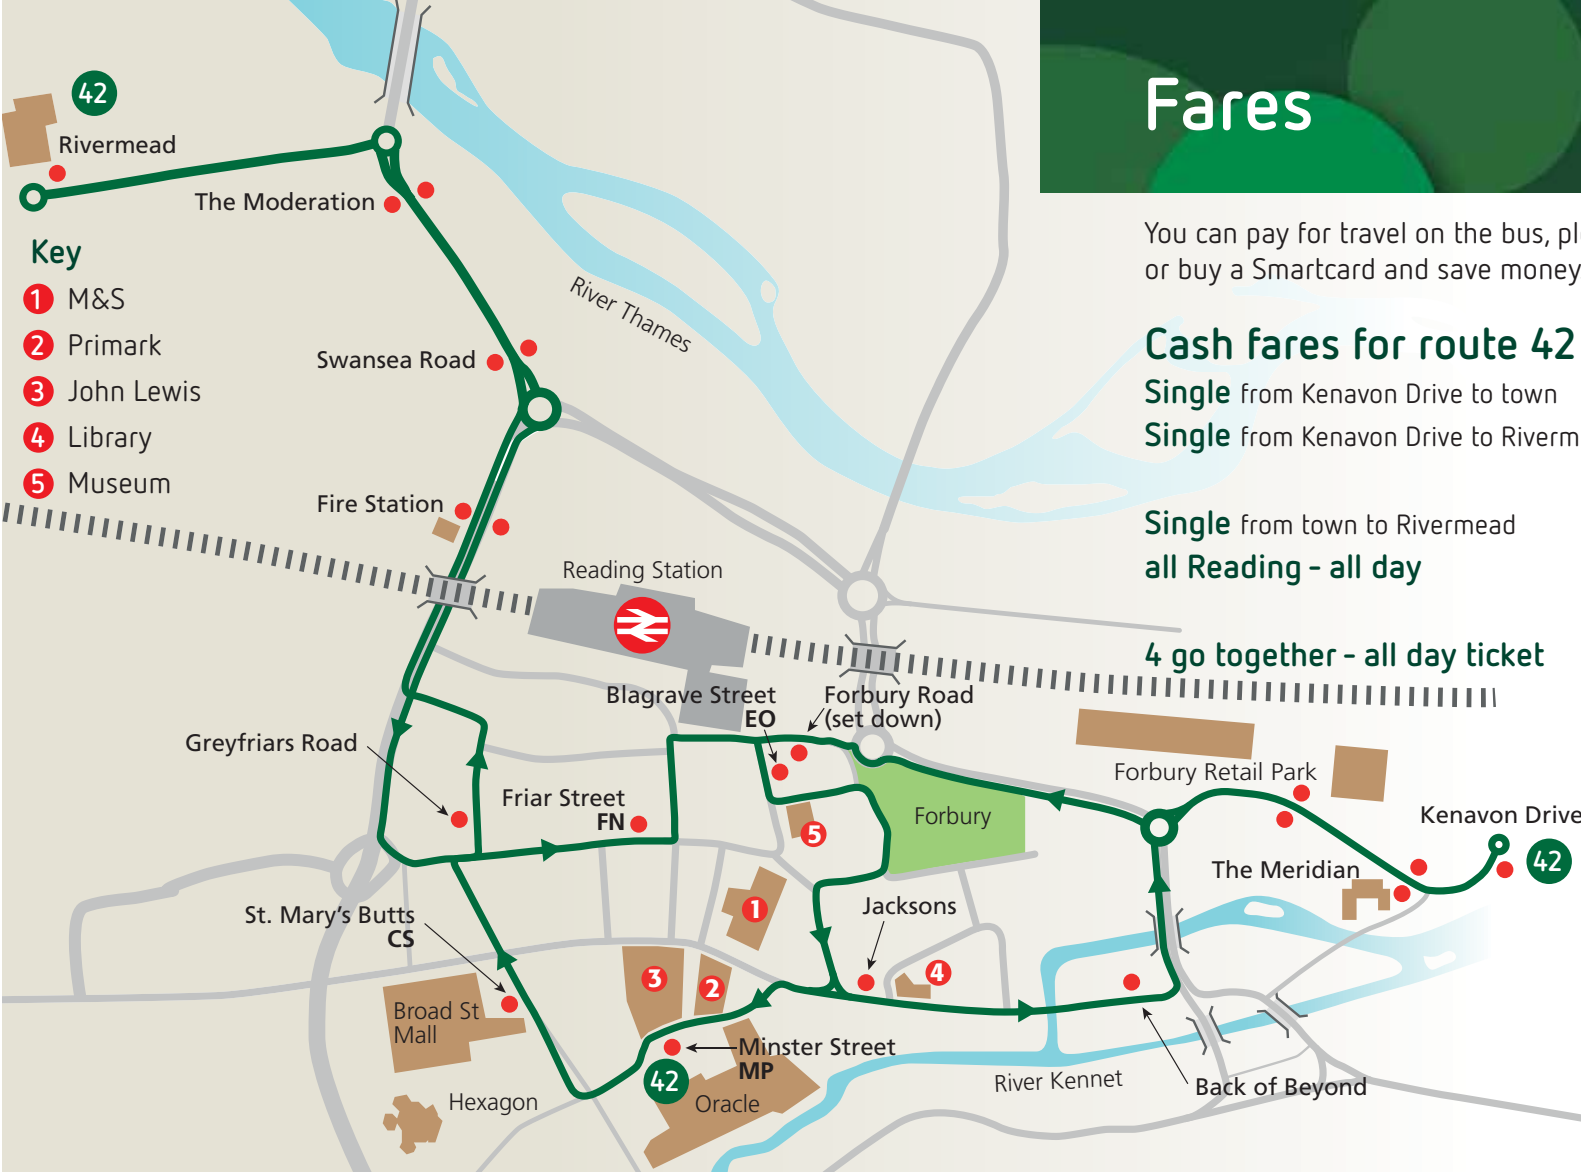 42
Rivermead
The Moderation
Key
1 M&S
2 Primark
3 John Lewis
4 Library
5 Museum
River Thames
Swansea Road
Fire Station
Reading Station
Blagrave Street
EO
Forbury Road
(set down)
Greyfriars Road
Friar Street
FN
5
Forbury
Forbury Retail Park
Kenavon Drive
42
The Meridian
1
Jacksons
St. Mary's Butts
CS
3
2
4
Broad St
Mall
Minster Street
MP
42
Oracle
Hexagon
River Kennet
Back of Beyond
Fares
You can pay for travel on the bus, pl
or buy a Smartcard and save money
Cash fares for route 42
Single from Kenavon Drive to town
Single from Kenavon Drive to Riverm
Single from town to Rivermead
all Reading - all day
4 go together - all day ticket